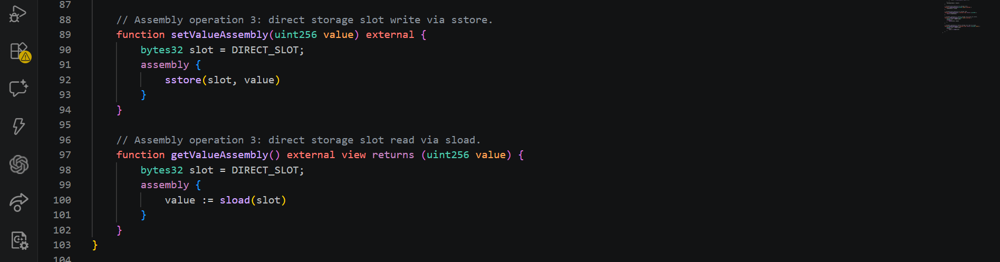 87
88 // Assembly operation 3: direct storage slot write via sstore.
89 function setValueAssembly(uint256 value) external {
90 bytes32 slot = DIRECT_SLOT;
91 assembly {
92 sstore(slot, value)
93 }
94 }
95
96 // Assembly operation 3: direct storage slot read via sload.
97 function getValueAssembly() external view returns (uint256 value) {
98 bytes32 slot = DIRECT_SLOT;
99 assembly {
100 value := sload(slot)
101 }
102 }
103 }
104